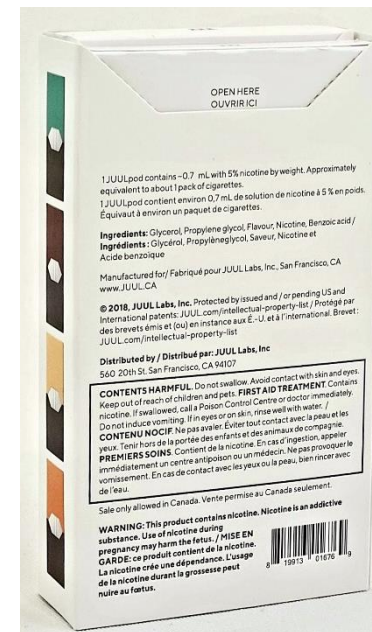 OPEN HERE
OUVRIR ICI
1 JUULpod contains ~0.7 mL with 5% nicotine by weight. Approximately
equivalent to about 1 pack of cigarettes.
1 JUULpod contient environ 0,7 mL de solution de nicotine à 5 % en poids.
Équivaut à environ un paquet de cigarettes.
Ingredients: Glycerol, Propylene glycol, Flavour, Nicotine, Benzoic acid /
Ingrédients : Glycérol, Propylèneglycol, Saveur, Nicotine et
Acide benzoïque
Manufactured for/ Fabriqué pour JUUL Labs, Inc., San Francisco, CA
www.JUUL.CA
© 2018, JUUL Labs, Inc. Protected by issued and / or pending US and
International patents: JUUL.com/intellectual-property-list / Protégé par
des brevets émis et (ou) en instance aux É.-U. et à l'international. Brevet :
JUUL.com/intellectual-property-list
Distributed by / Distribué par: JUUL Labs, Inc
560 20th St. San Francisco, CA 94107
CONTENTS HARMFUL. Do not swallow. Avoid contact with skin and eyes.
Keep out of reach of children and pets. FIRST AID TREATMENT. Contains
nicotine. If swallowed, call a Poison Control Centre or doctor immediately.
Do not induce vomiting. If in eyes or on skin, rinse well with water. /
CONTENU NOCIF. Ne pas avaler. Éviter tout contact avec la peau et les
yeux. Tenir hors de la portée des enfants et des animaux de compagnie.
PREMIERS SOINS. Contient de la nicotine. En cas d'ingestion, appeler
immédiatement un centre antipoison ou un médecin. Ne pas provoquer le
vomissement. En cas de contact avec les yeux ou la peau, bien rincer avec
de l'eau.
Sale only allowed in Canada. Vente permise au Canada seulement.
WARNING: This product contains nicotine. Nicotine is an addictive
substance. Use of nicotine during
pregnancy may harm the fetus. / MISE EN
GARDE: ce produit contient de la nicotine.
La nicotine crée une dépendance. L'usage
de la nicotine durant la grossesse peut
nuire au fœtus.
8 19913 01676 9